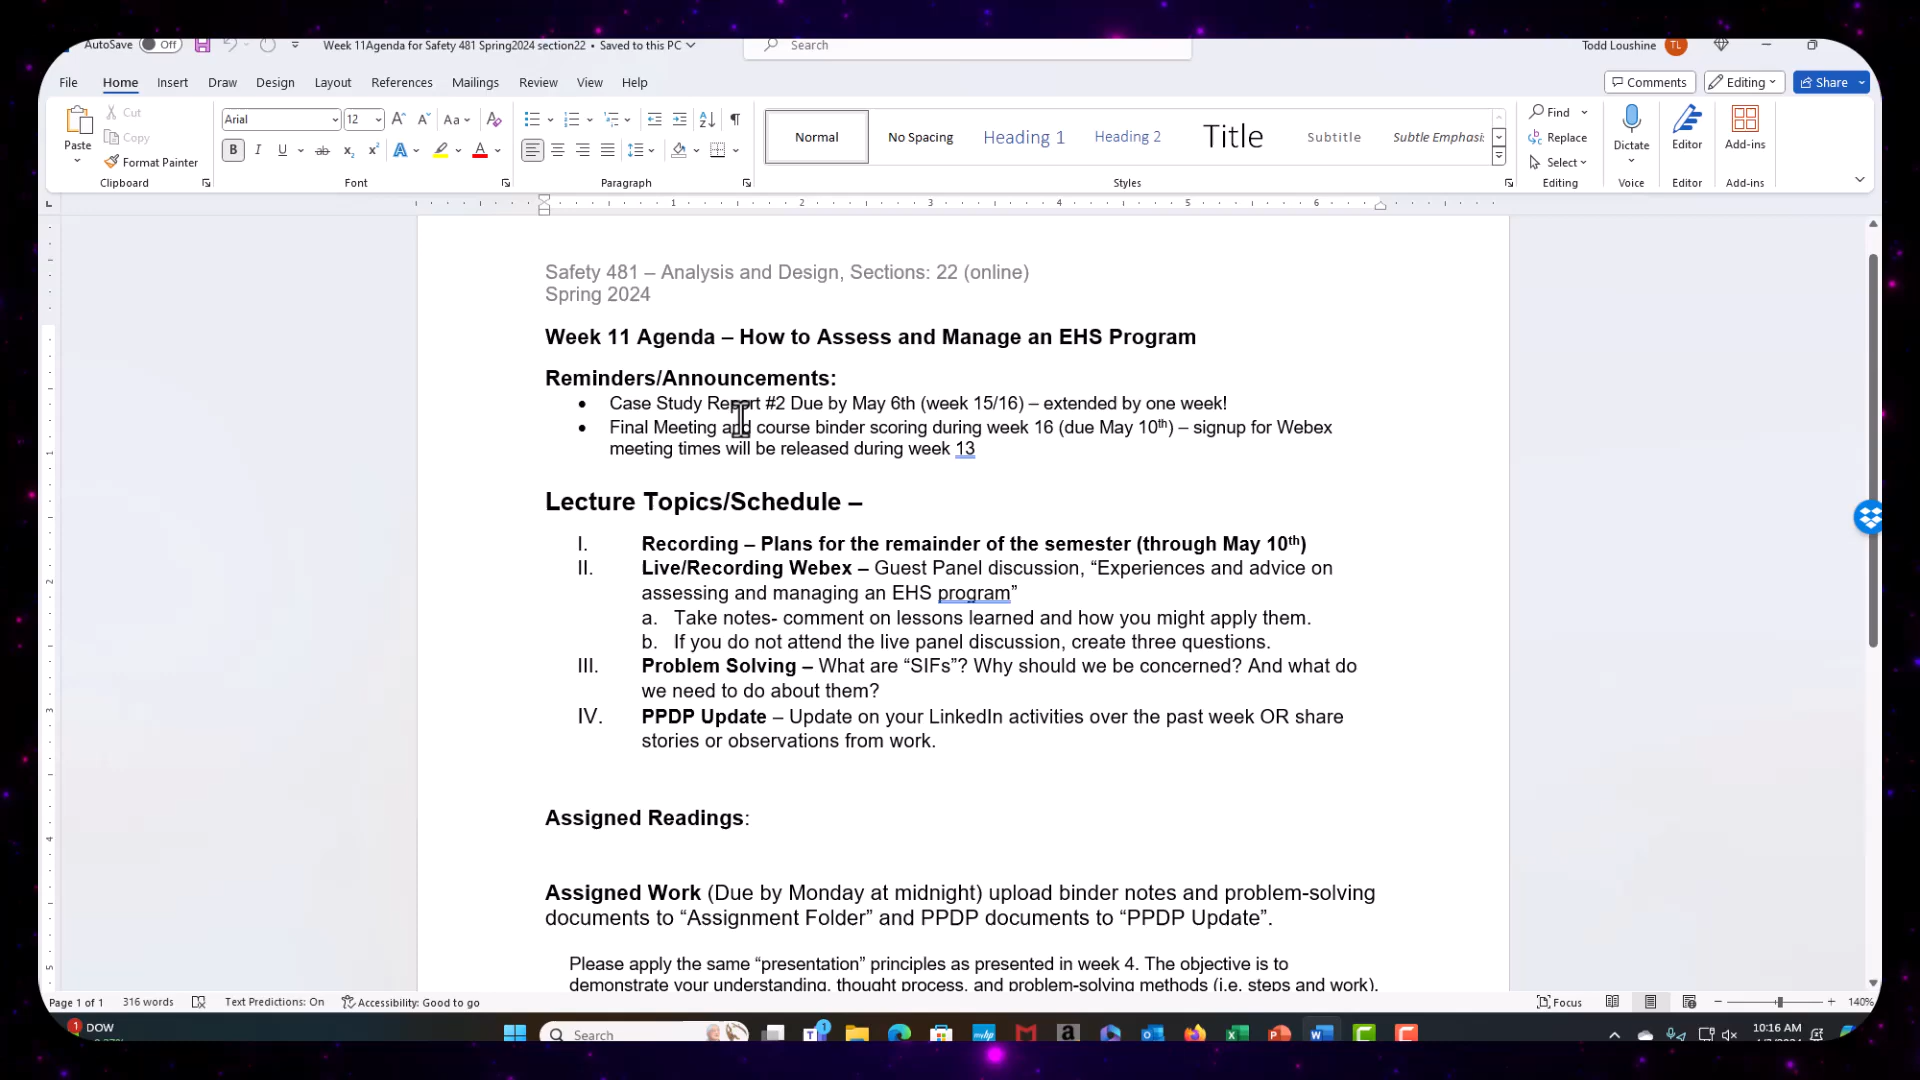 AutoSave Off Week 11Agenda for Safety 481 Spring2024 section22 • Saved to this PC Search Todd Loushine TL
File Home Insert Draw Design Layout References Mailings Review View Help Comments Editing Share
Paste Cut Copy Format Painter Clipboard
Arial 12 Aa B I U ab x₂ x² A A Font
Paragraph
Normal No Spacing Heading 1 Heading 2 Title Subtitle Subtle Emphasis Styles
Find Replace Select Editing
Dictate Voice
Editor Editor
Add-ins Add-ins
1 2 3 4 5 6
Safety 481 – Analysis and Design, Sections: 22 (online)
Spring 2024
Week 11 Agenda – How to Assess and Manage an EHS Program
Reminders/Announcements:
• Case Study Report #2 Due by May 6th (week 15/16) – extended by one week!
• Final Meeting and course binder scoring during week 16 (due May 10th) – signup for Webex
meeting times will be released during week 13
Lecture Topics/Schedule –
I. Recording – Plans for the remainder of the semester (through May 10th)
II. Live/Recording Webex – Guest Panel discussion, “Experiences and advice on
assessing and managing an EHS program”
a. Take notes- comment on lessons learned and how you might apply them.
b. If you do not attend the live panel discussion, create three questions.
III. Problem Solving – What are “SIFs”? Why should we be concerned? And what do
we need to do about them?
IV. PPDP Update – Update on your LinkedIn activities over the past week OR share
stories or observations from work.
Assigned Readings:
Assigned Work (Due by Monday at midnight) upload binder notes and problem-solving
documents to “Assignment Folder” and PPDP documents to “PPDP Update”.
Please apply the same “presentation” principles as presented in week 4. The objective is to
demonstrate your understanding, thought process, and problem-solving methods (i.e. steps and work).
Page 1 of 1 316 words Text Predictions: On Accessibility: Good to go Focus 140%
1 DOW Search mhp a 10:16 AM